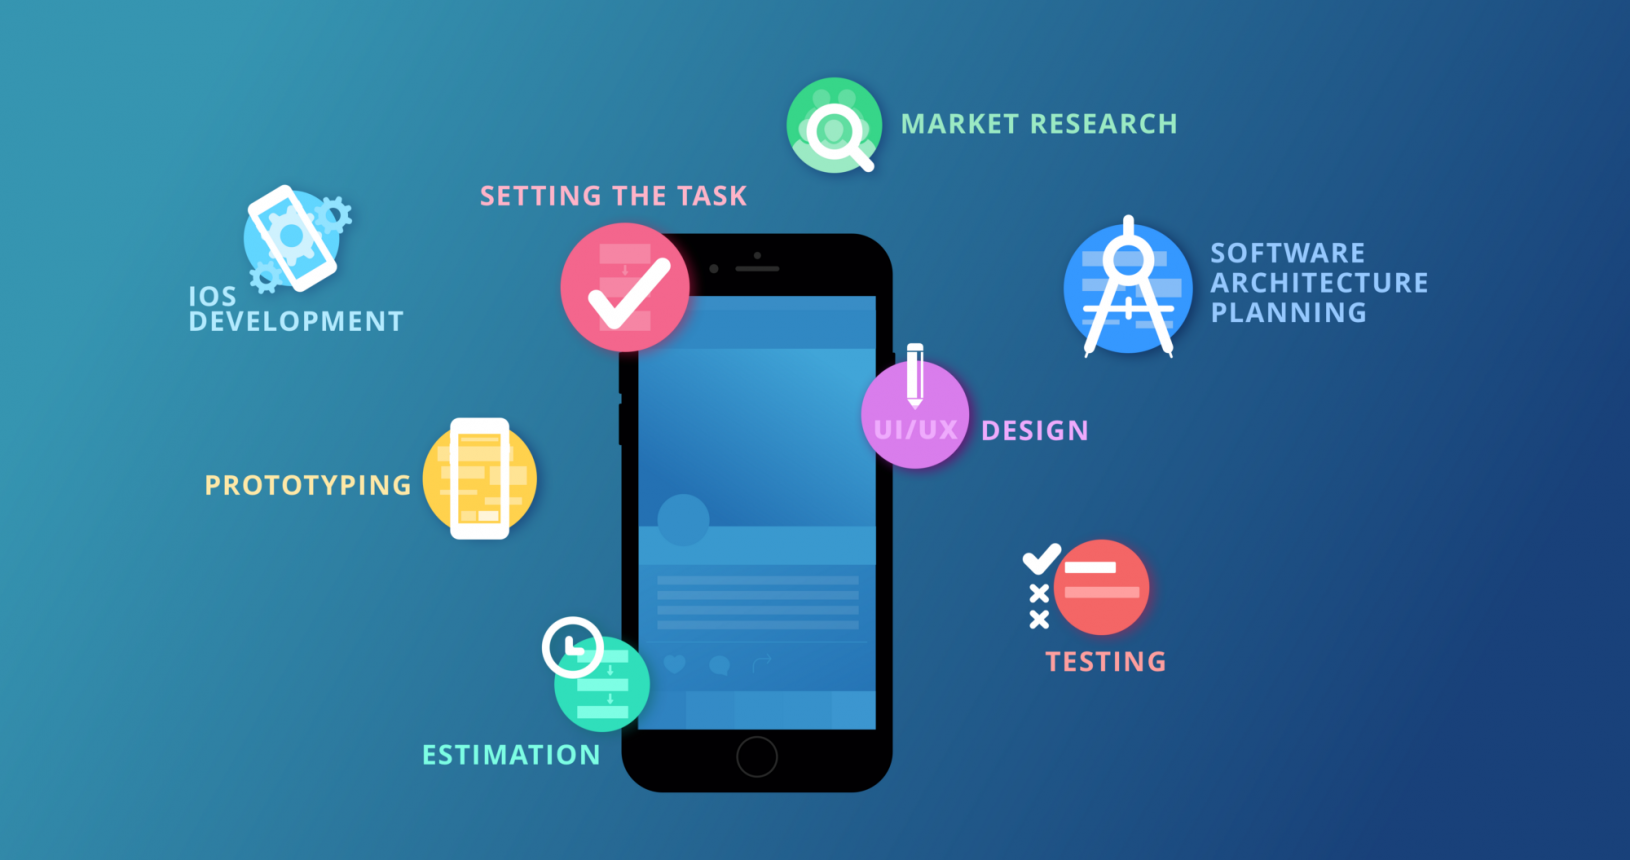 MARKET RESEARCH
SETTING THE TASK
SOFTWARE
ARCHITECTURE
PLANNING
IOS
DEVELOPMENT
UI/UX DESIGN
PROTOTYPING
TESTING
ESTIMATION